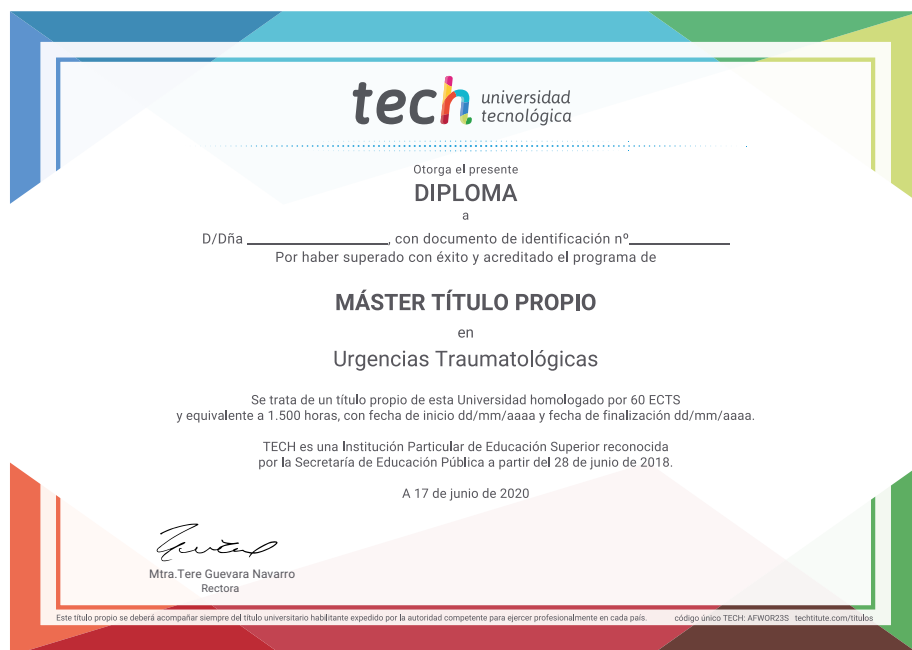 tech universidad
tecnológica
Otorga el presente
DIPLOMA
a
D/Dña ____________________, con documento de identificación nº______________
Por haber superado con éxito y acreditado el programa de
MÁSTER TÍTULO PROPIO
en
Urgencias Traumatológicas
Se trata de un título propio de esta Universidad homologado por 60 ECTS
y equivalente a 1.500 horas, con fecha de inicio dd/mm/aaaa y fecha de finalización dd/mm/aaaa.
TECH es una Institución Particular de Educación Superior reconocida
por la Secretaría de Educación Pública a partir del 28 de junio de 2018.
A 17 de junio de 2020
Mtra.Tere Guevara Navarro
Rectora
Este título propio se deberá acompañar siempre del título universitario habilitante expedido por la autoridad competente para ejercer profesionalmente en cada país. código único TECH: AFWOR23S techtitute.com/titulos